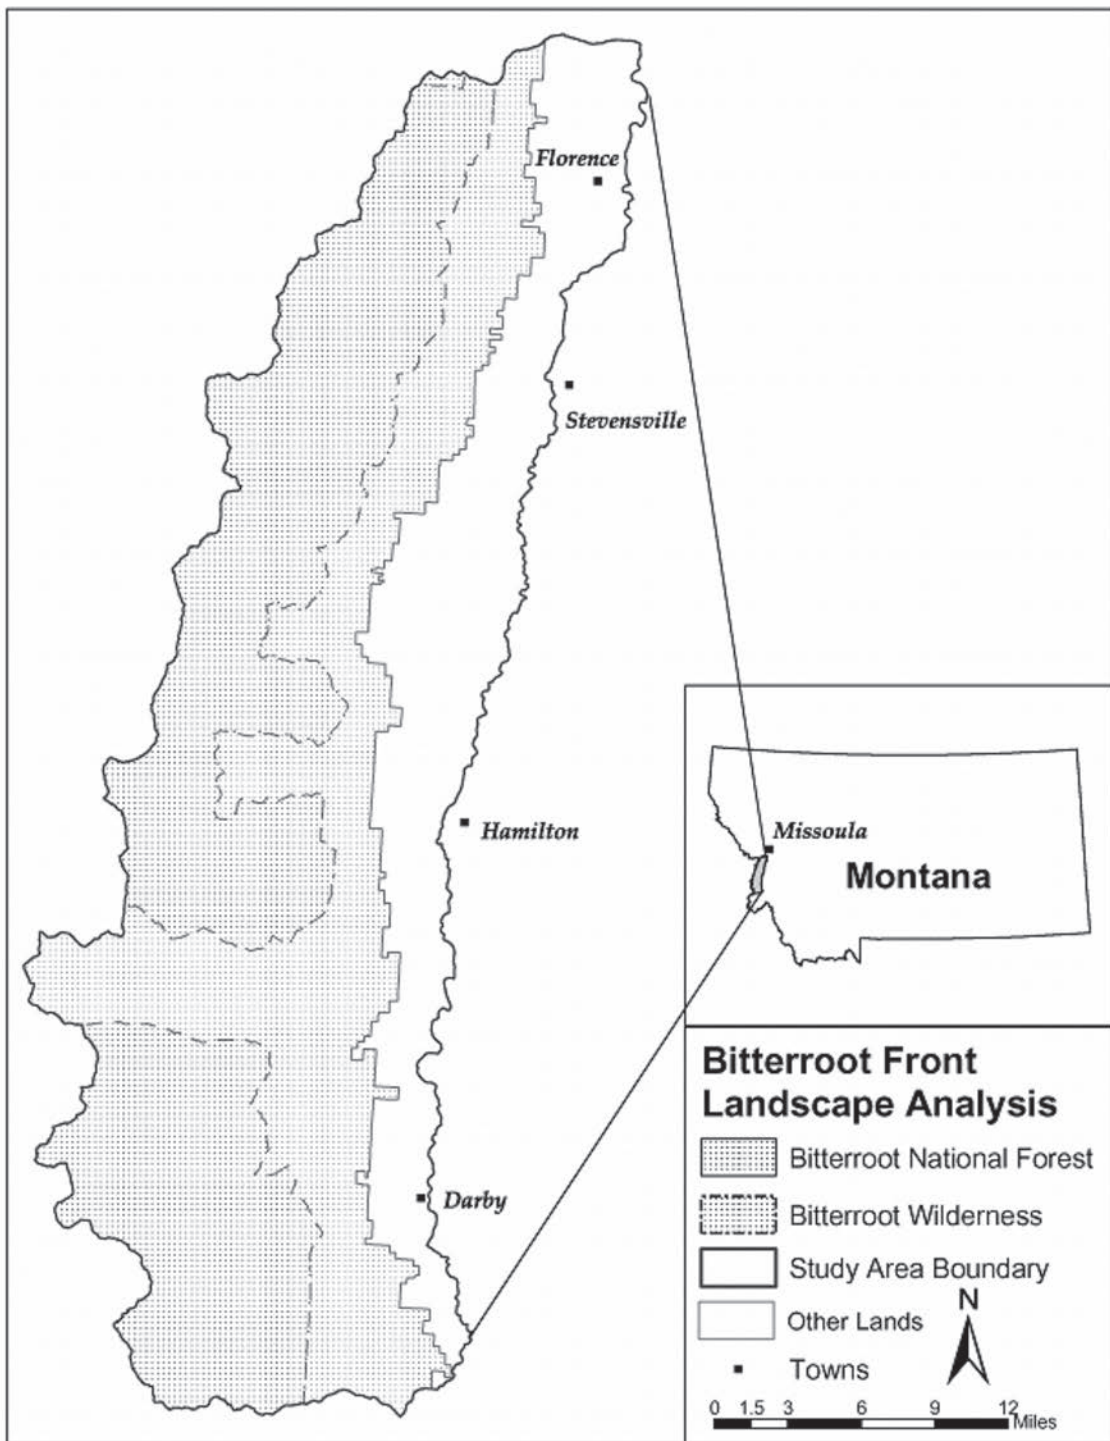 Florence
Stevensville
Hamilton
Darby
Missoula
Montana
Bitterroot Front
Landscape Analysis
Bitterroot National Forest
Bitterroot Wilderness
Study Area Boundary
Other Lands
Towns
N
0 1.5 3 6 9 12
Miles